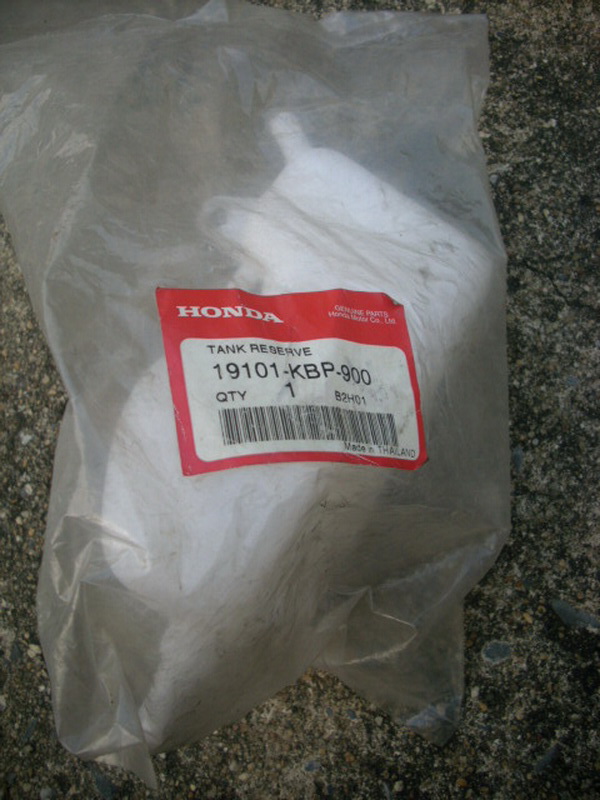 HONDA
GENUINE PARTS
Honda Motor Co., Ltd.
TANK RESERVE
19101-KBP-900
QTY 1 B2H01
Made in THAILAND